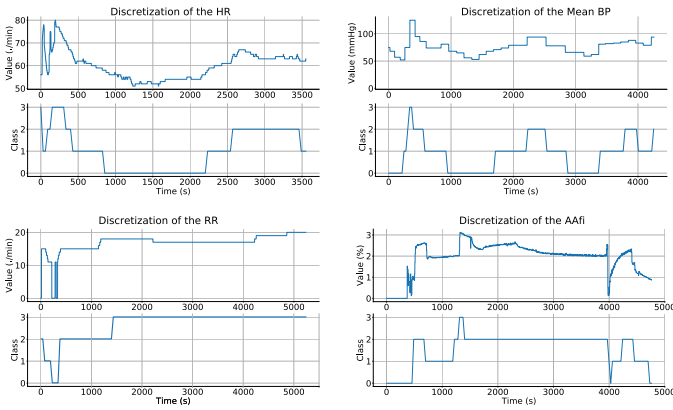 Discretization of the HR
Value (./min)
80
70
60
50
0 500 1000 1500 2000 2500 3000 3500
Class
3
2
1
0
0 500 1000 1500 2000 2500 3000 3500
Time (s)
Discretization of the Mean BP
Value (mmHg)
100
50
0
0 1000 2000 3000 4000
Class
3
2
1
0
0 1000 2000 3000 4000
Time (s)
Discretization of the RR
Value (./min)
20
10
0
0 1000 2000 3000 4000 5000
Class
3
2
1
0
0 1000 2000 3000 4000 5000
Time (s)
Discretization of the AAfi
Value (%)
3
2
1
0
0 1000 2000 3000 4000 5000
Class
3
2
1
0
0 1000 2000 3000 4000 5000
Time (s)